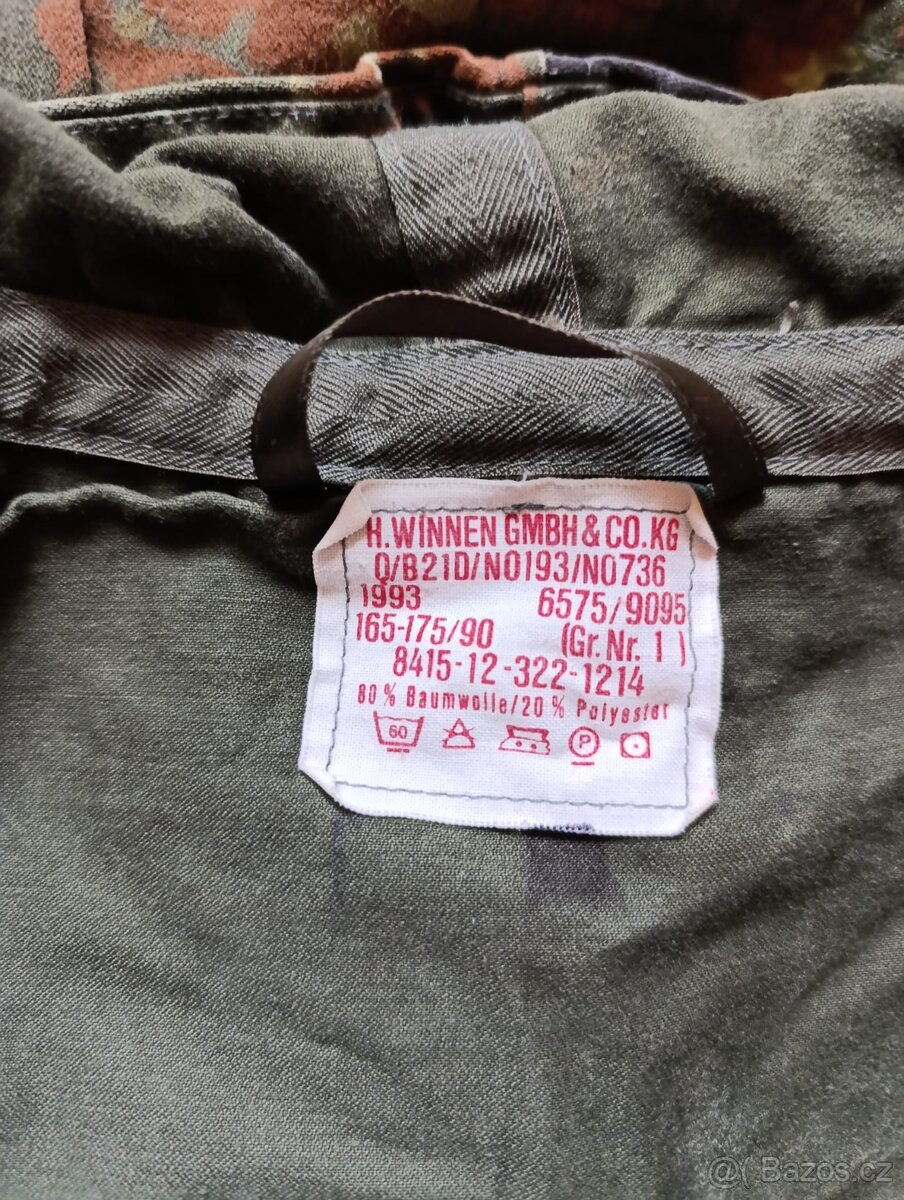 H.WINNEN GMBH & CO.KG
Q/B21D/N0193/N0736
1993 6575/9095
165-175/90 (Gr. Nr. 1)
8415-12-322-1214
80% Baumwolle/20% Polyester
60 P
@( Bazos.cz